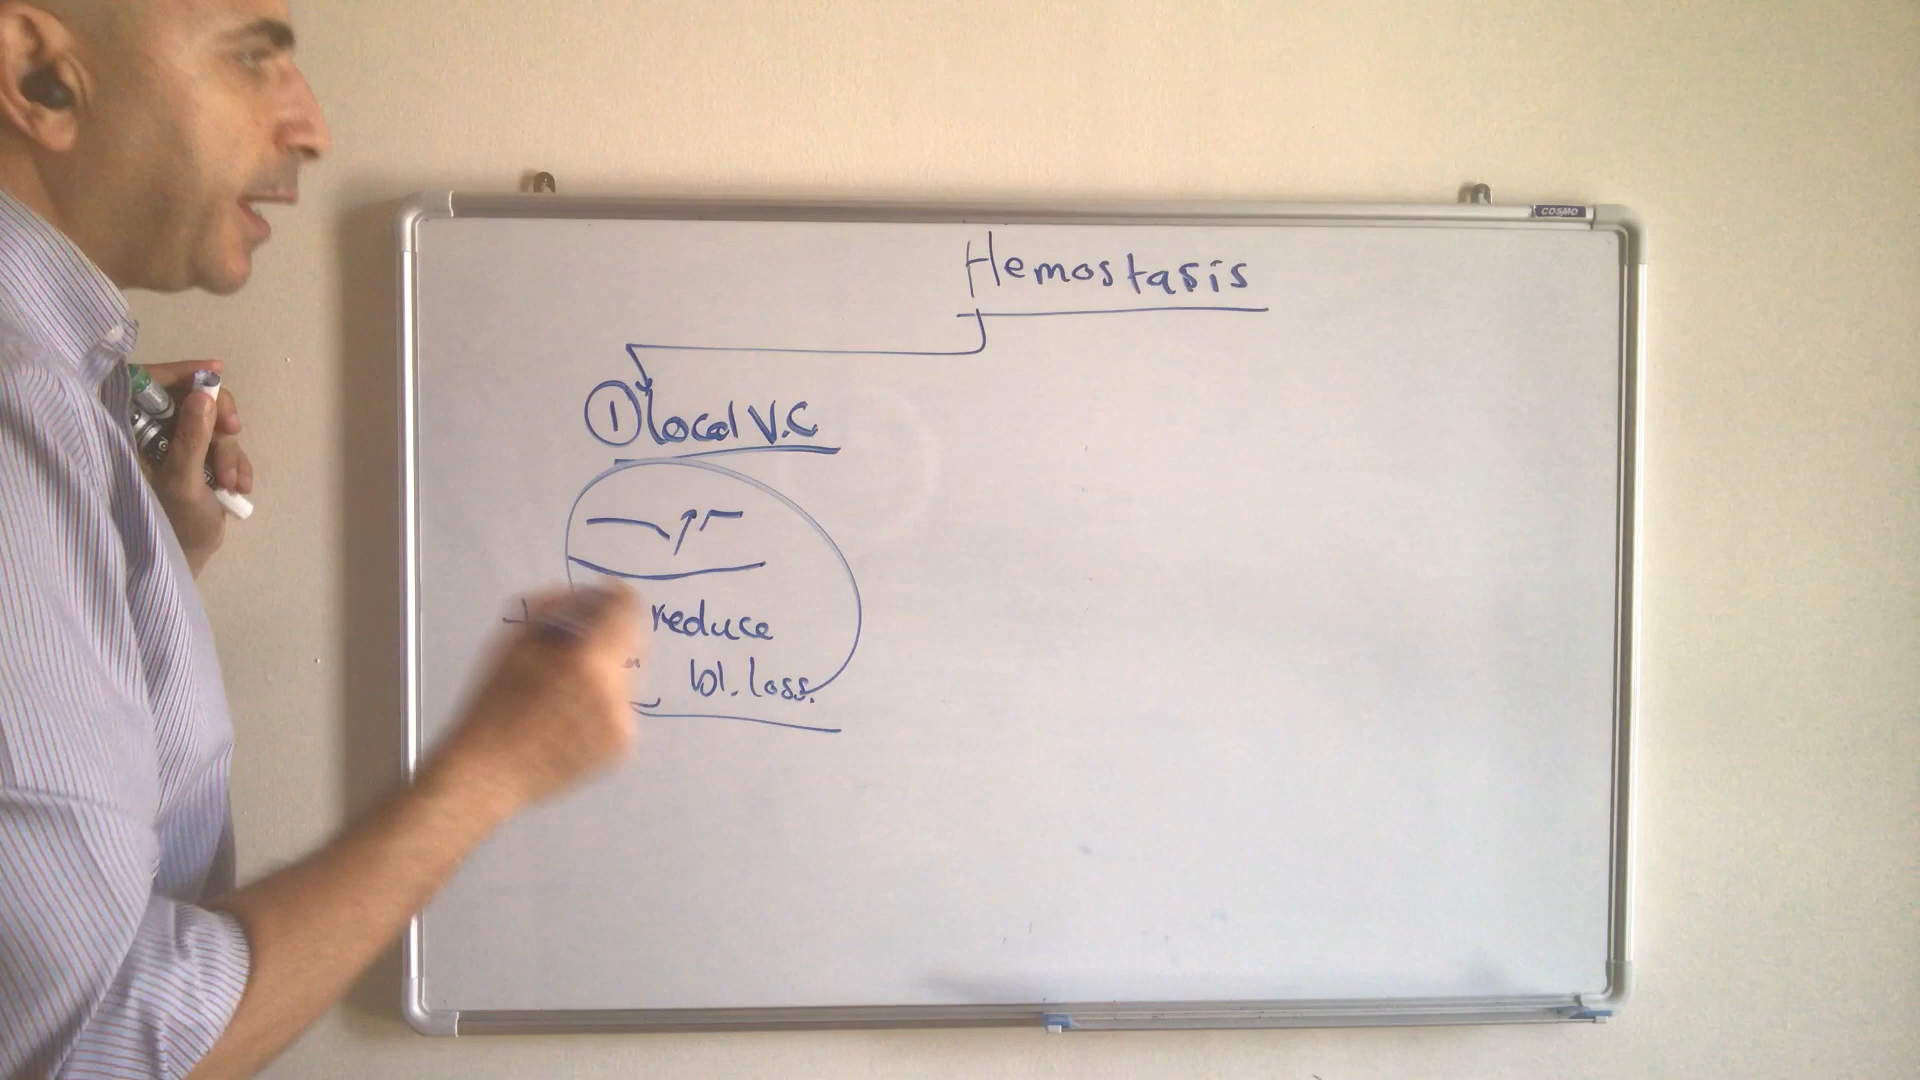 COSMO
Hemostasis
① local V.C
reduce
bl. loss.